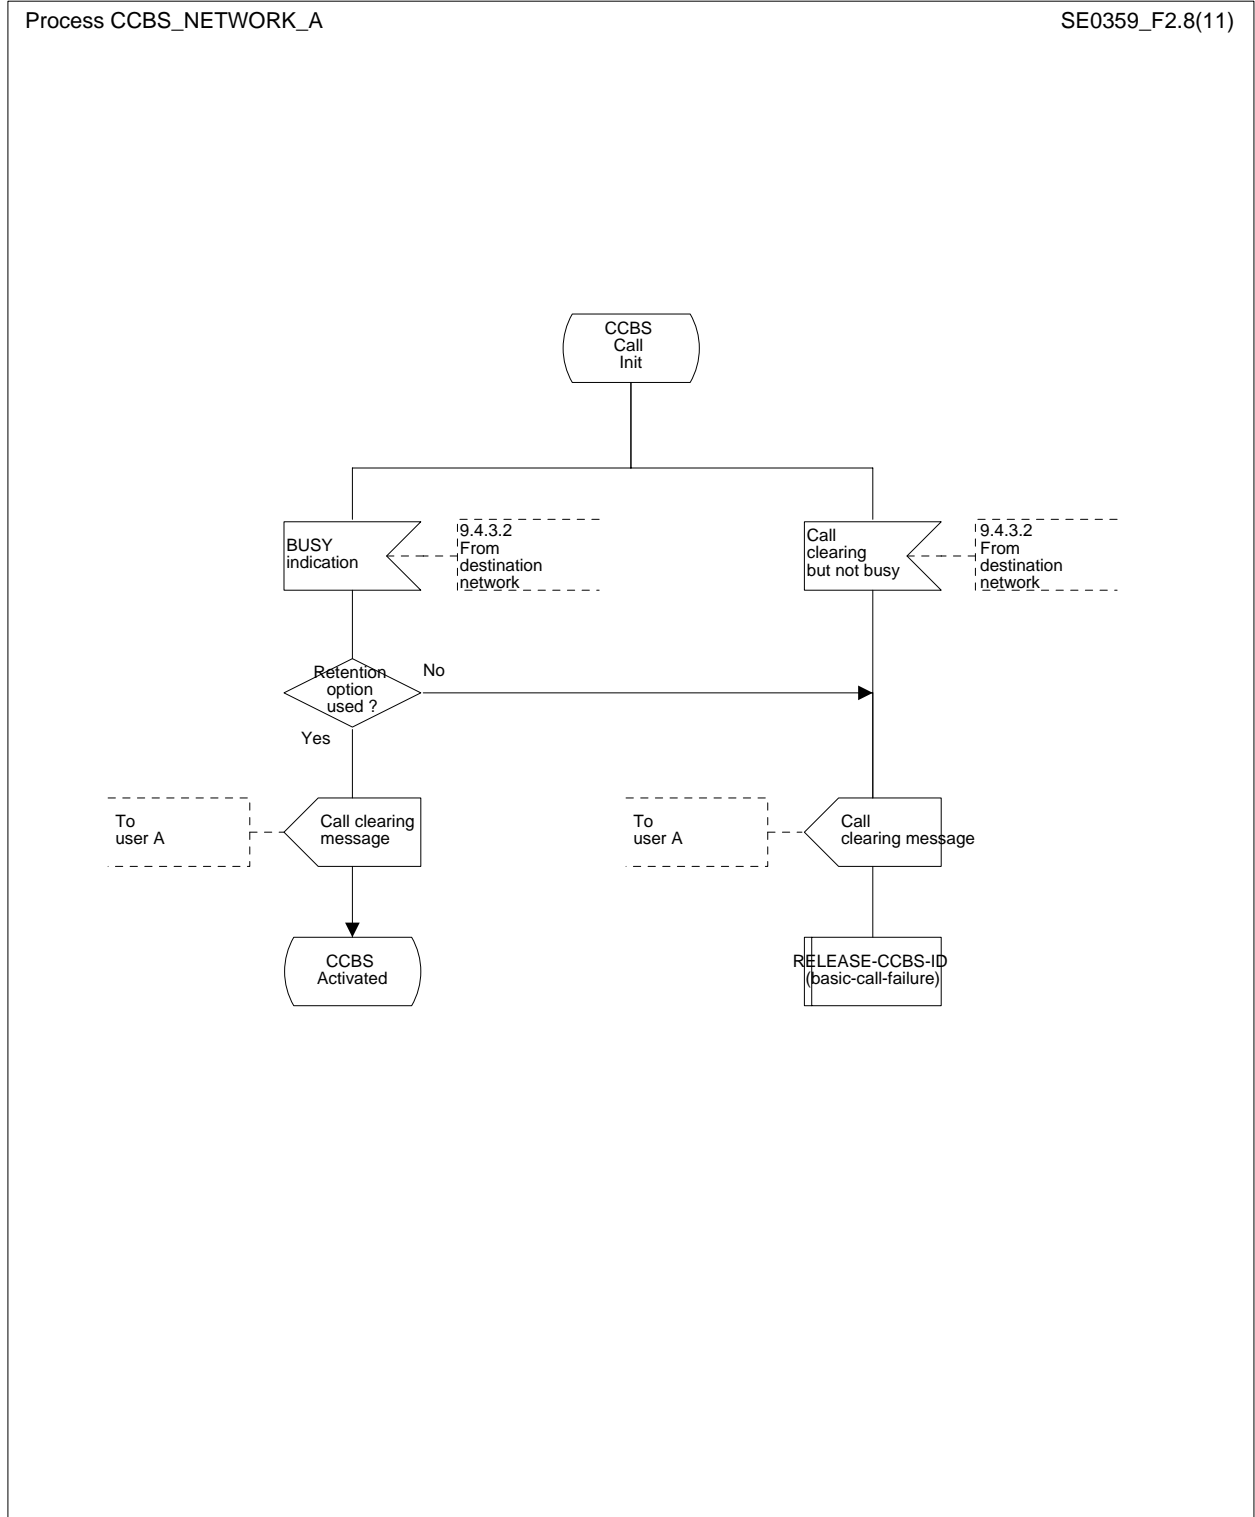 Process CCBS_NETWORK_A
SE0359_F2.8(11)
CCBS
Call
Init
BUSY
indication
9.4.3.2
From
destination
network
Call
clearing
but not busy
9.4.3.2
From
destination
network
Retention
option
used ?
No
Yes
To
user A
Call clearing
message
To
user A
Call
clearing message
CCBS
Activated
RELEASE-CCBS-ID
(basic-call-failure)